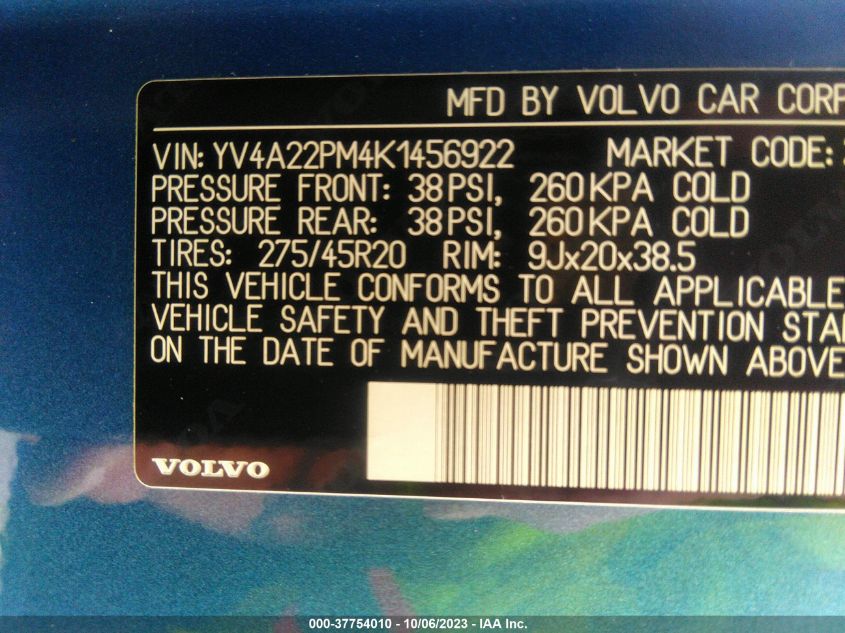 MFD BY VOLVO CAR CORP
VIN: YV4A22PM4K1456922 MARKET CODE:
PRESSURE FRONT: 38 PSI, 260 KPA COLD
PRESSURE REAR: 38 PSI, 260 KPA COLD
TIRES: 275/45R20 RIM: 9Jx20x38.5
THIS VEHICLE CONFORMS TO ALL APPLICABLE
VEHICLE SAFETY AND THEFT PREVENTION STA
ON THE DATE OF MANUFACTURE SHOWN ABOVE
VOLVO
000-37754010 - 10/06/2023 - IAA Inc.